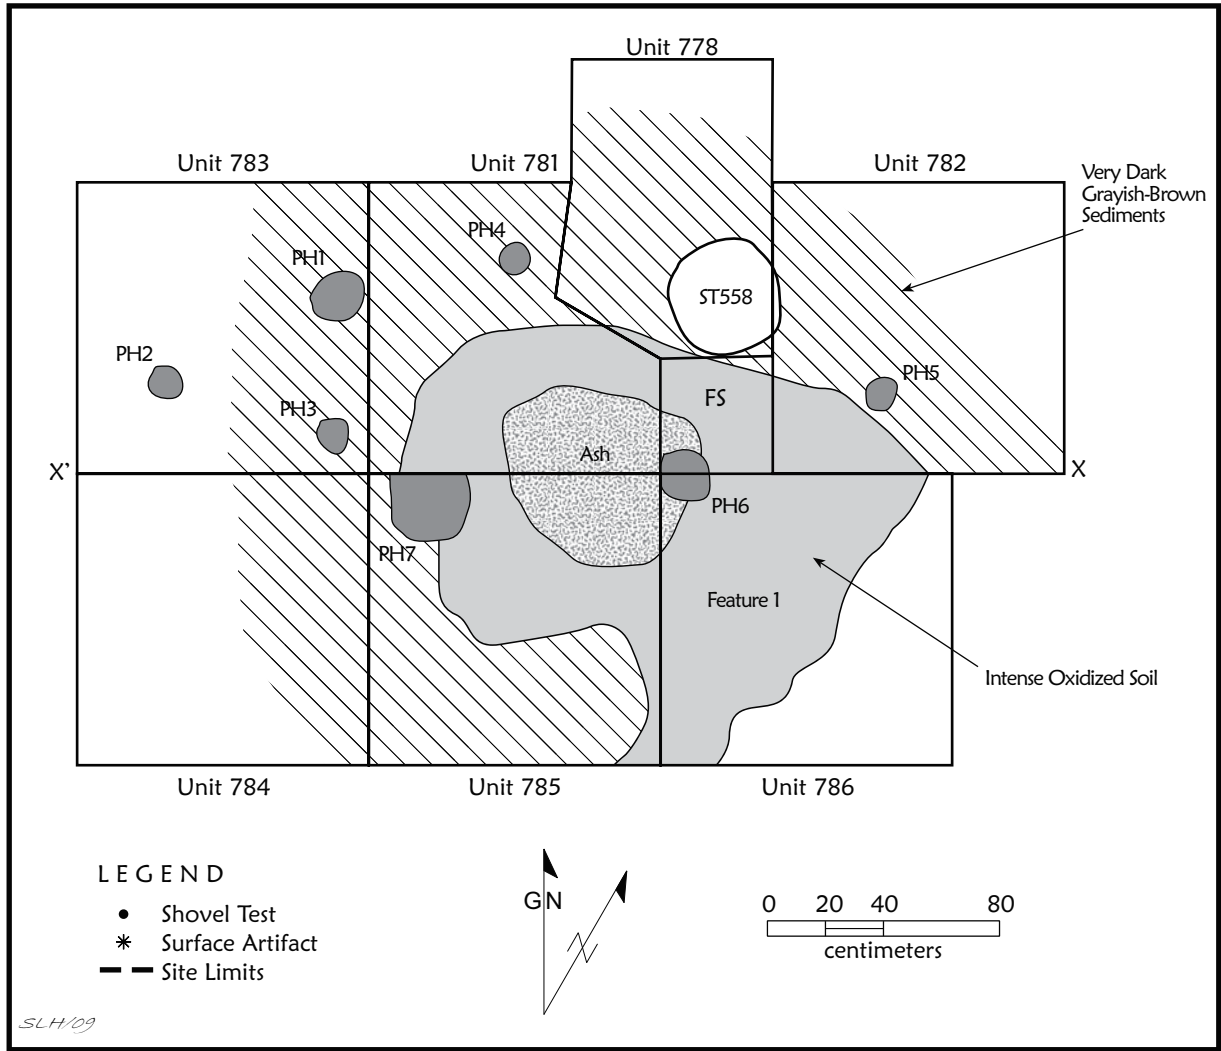 Unit 778
Unit 783
Unit 781
Unit 782
Very Dark
Grayish-Brown
Sediments
PH4
PH1
ST558
PH2
PH5
FS
PH3
Ash
X'
X
PH6
PH7
Feature 1
Intense Oxidized Soil
Unit 784
Unit 785
Unit 786
LEGEND
Shovel Test
Surface Artifact
Site Limits
GN
0 20 40 80
centimeters
SLH/09